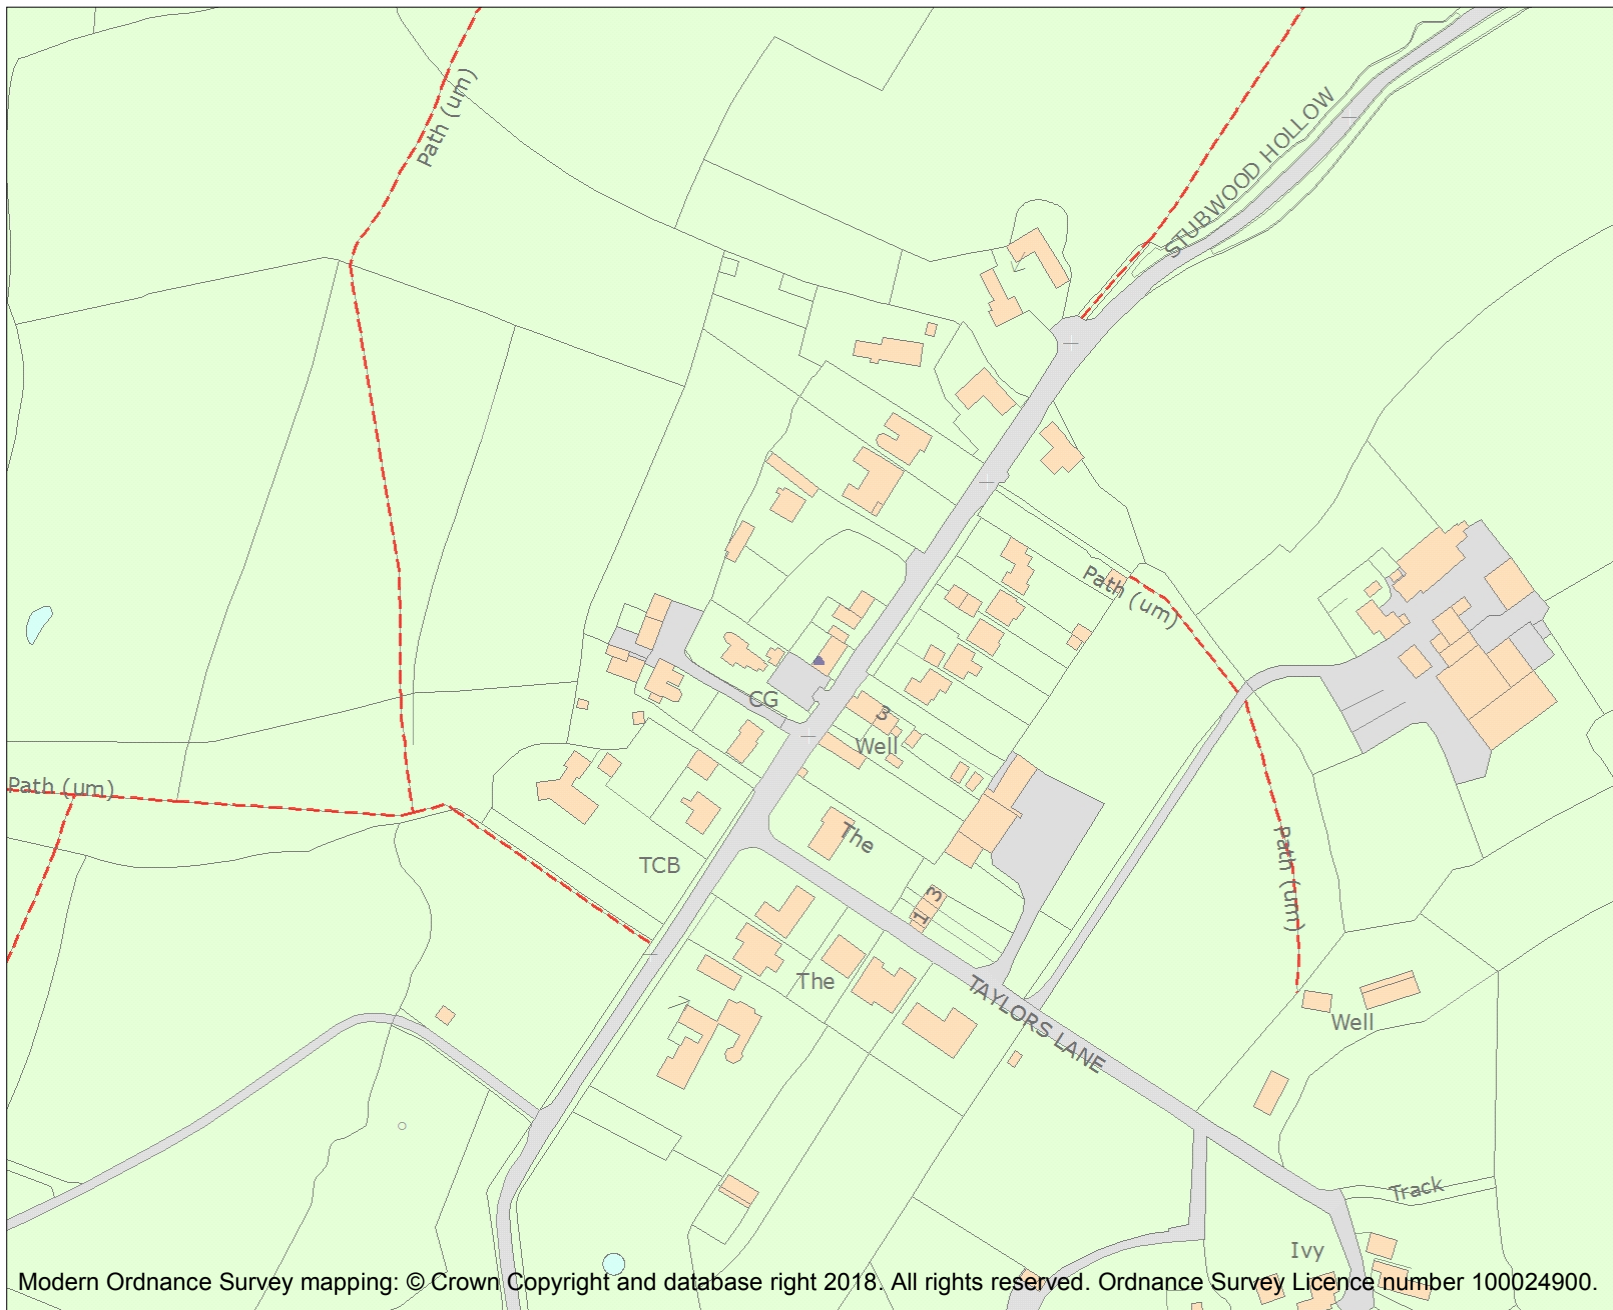 Path (um)
STUBWOOD HOLLOW
Path (um)
CG
3
Well
Path (um)
The
TCB
3
1
Path (um)
The
TAYLORS LANE
Well
Track
Ivy
Modern Ordnance Survey mapping: © Crown Copyright and database right 2018. All rights reserved. Ordnance Survey Licence number 100024900.